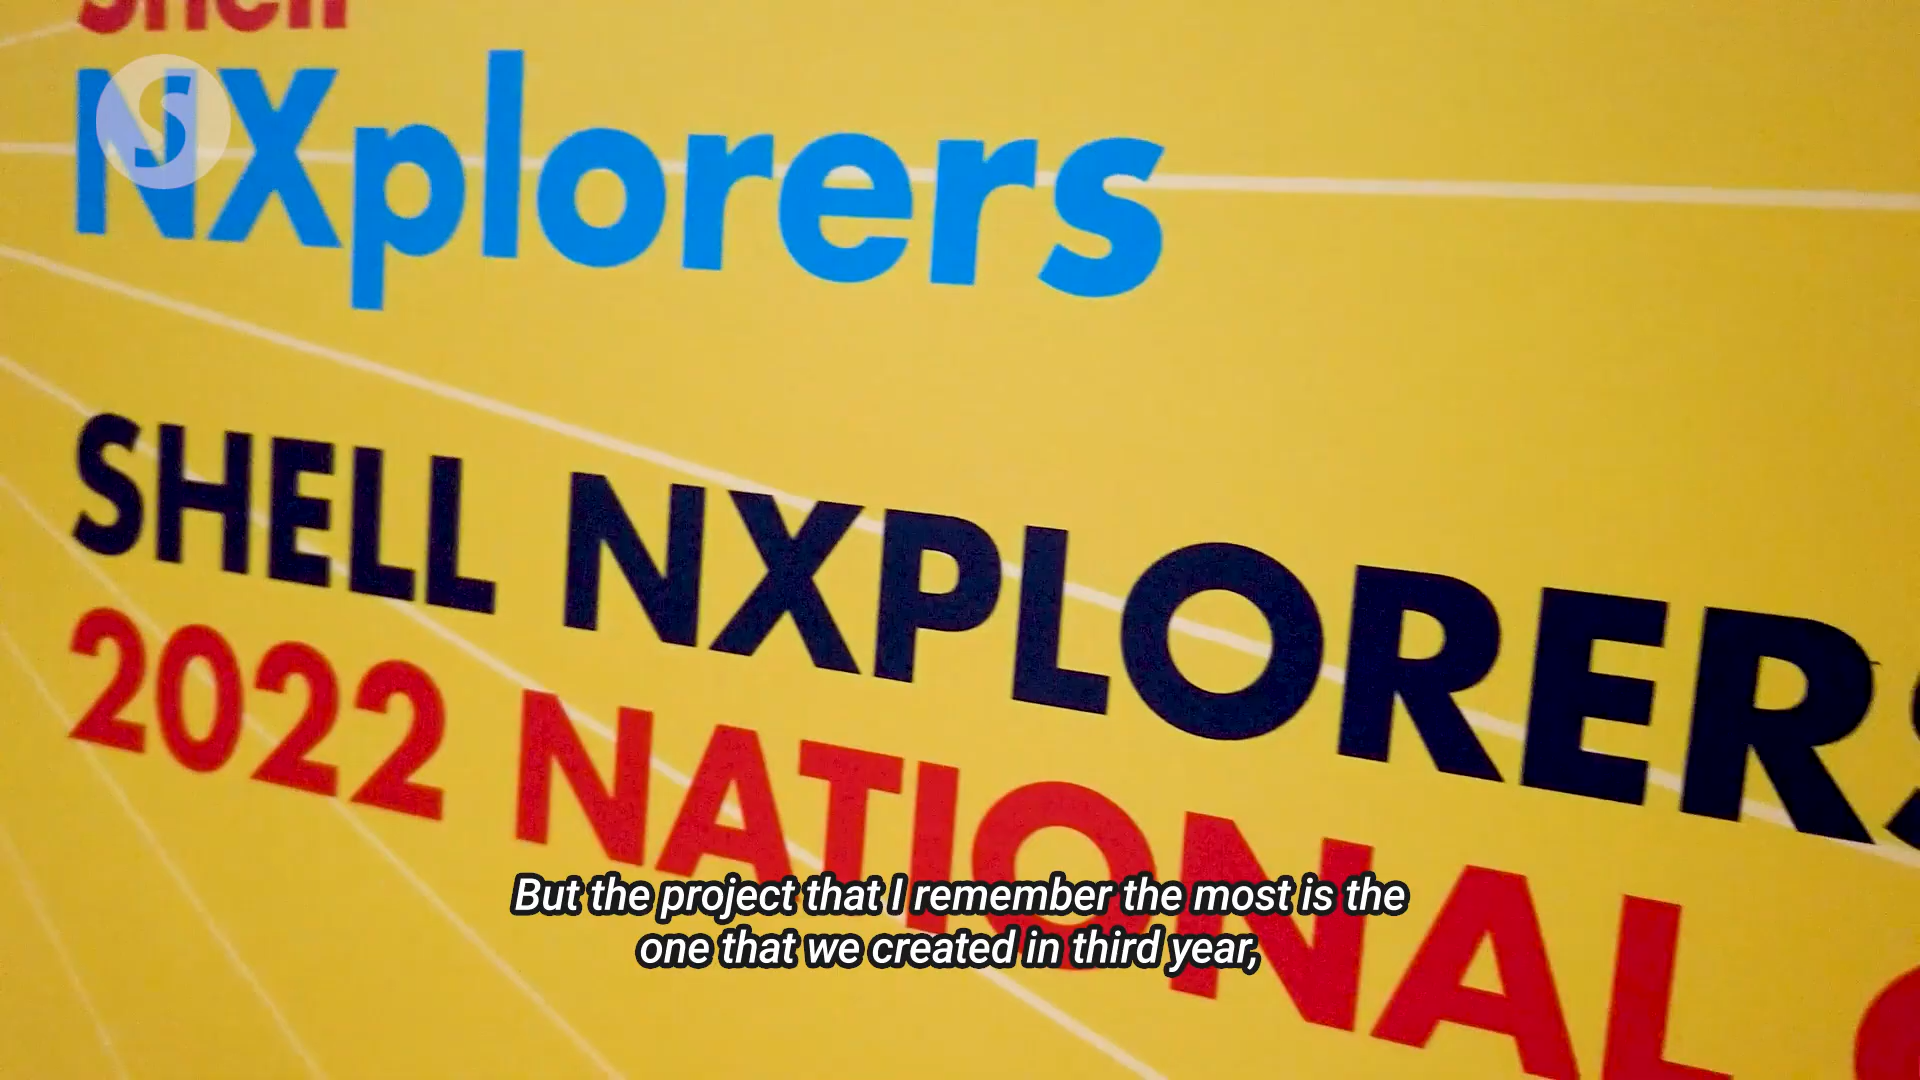 Shell
NXplorers
S
SHELL NXPLORERS
2022 NATIONAL
But the project that I remember the most is the
one that we created in third year,